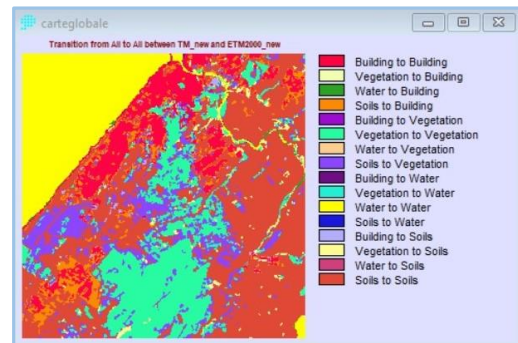 carteglobale
Transition from All to All between TM_new and ETM2000_new
Building to Building
Vegetation to Building
Water to Building
Soils to Building
Building to Vegetation
Vegetation to Vegetation
Water to Vegetation
Soils to Vegetation
Building to Water
Vegetation to Water
Water to Water
Soils to Water
Building to Soils
Vegetation to Soils
Water to Soils
Soils to Soils